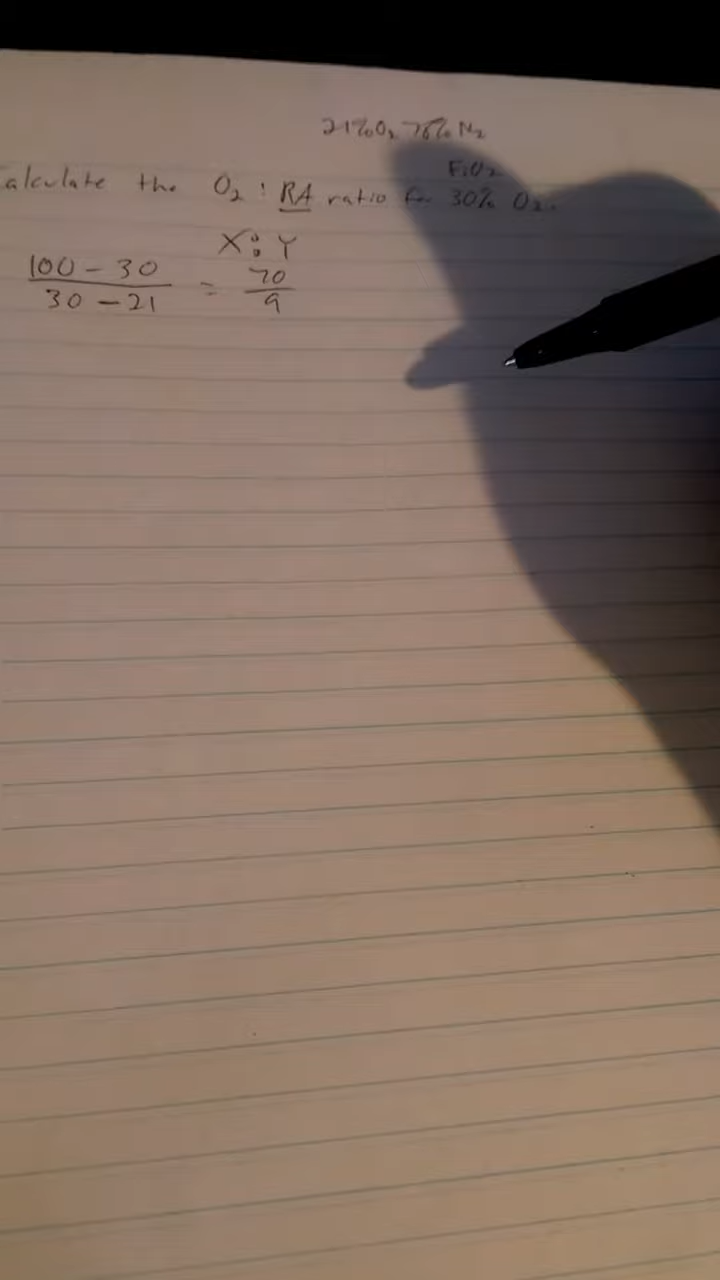 21%O₂ 78% N₂
FiO₂
alculate the O₂ : RA ratio for 30% O₂.
X : Y
100 - 30 / 30 - 21 = 70 / 9